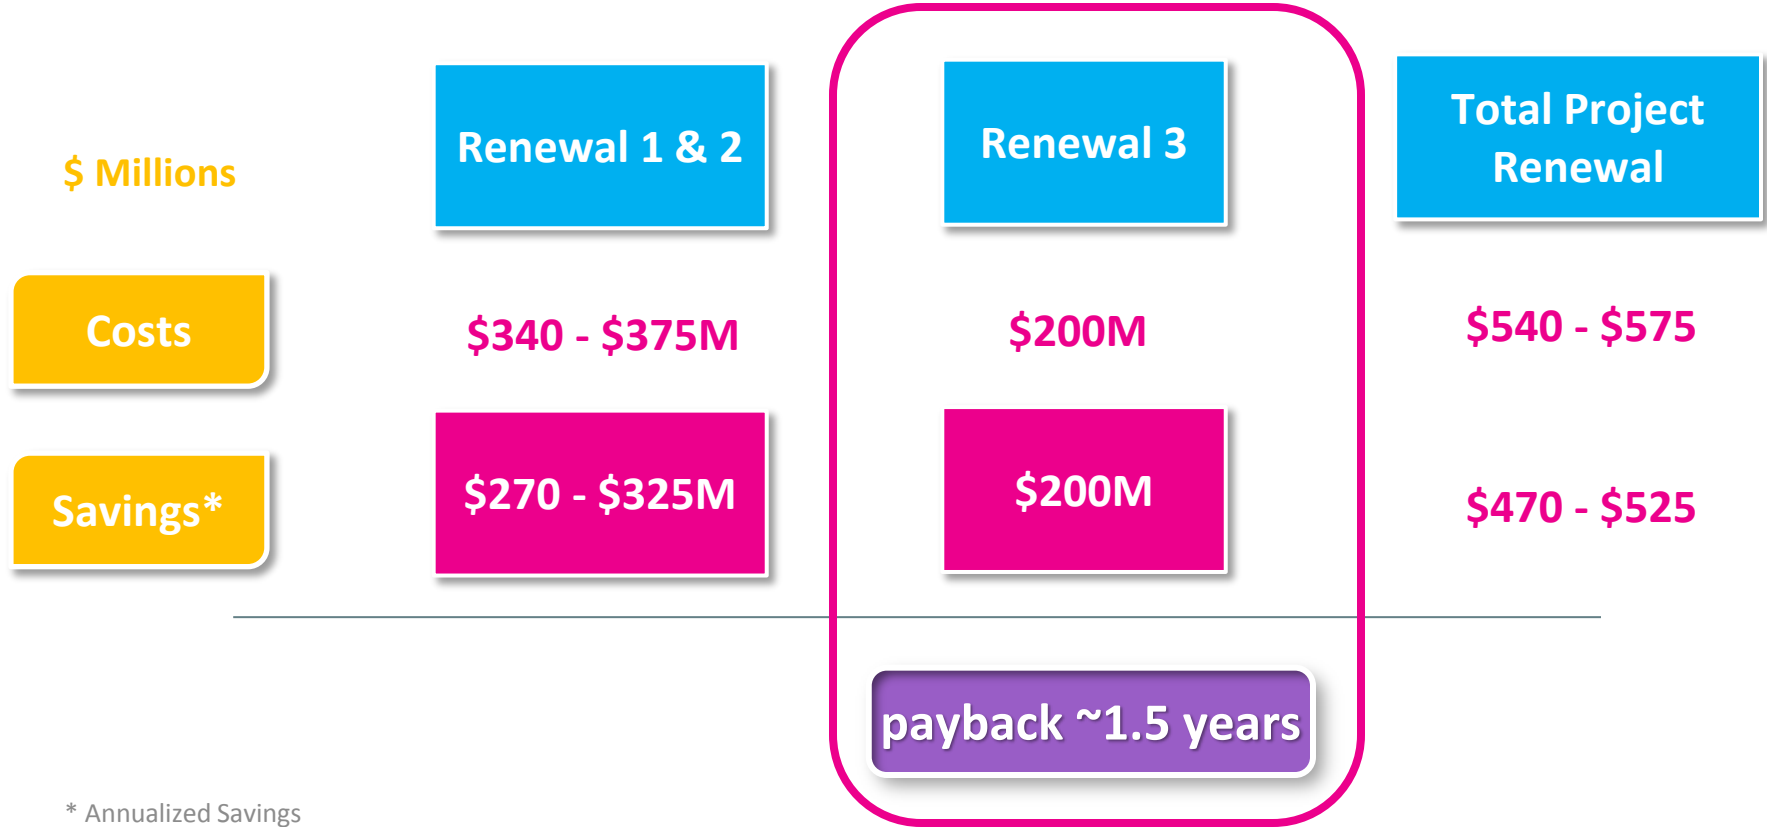 $ Millions
Renewal 1 & 2
Renewal 3
Total Project
Renewal
Costs
$340 - $375M
$200M
$540 - $575
Savings*
$270 - $325M
$200M
$470 - $525
payback ~1.5 years
* Annualized Savings